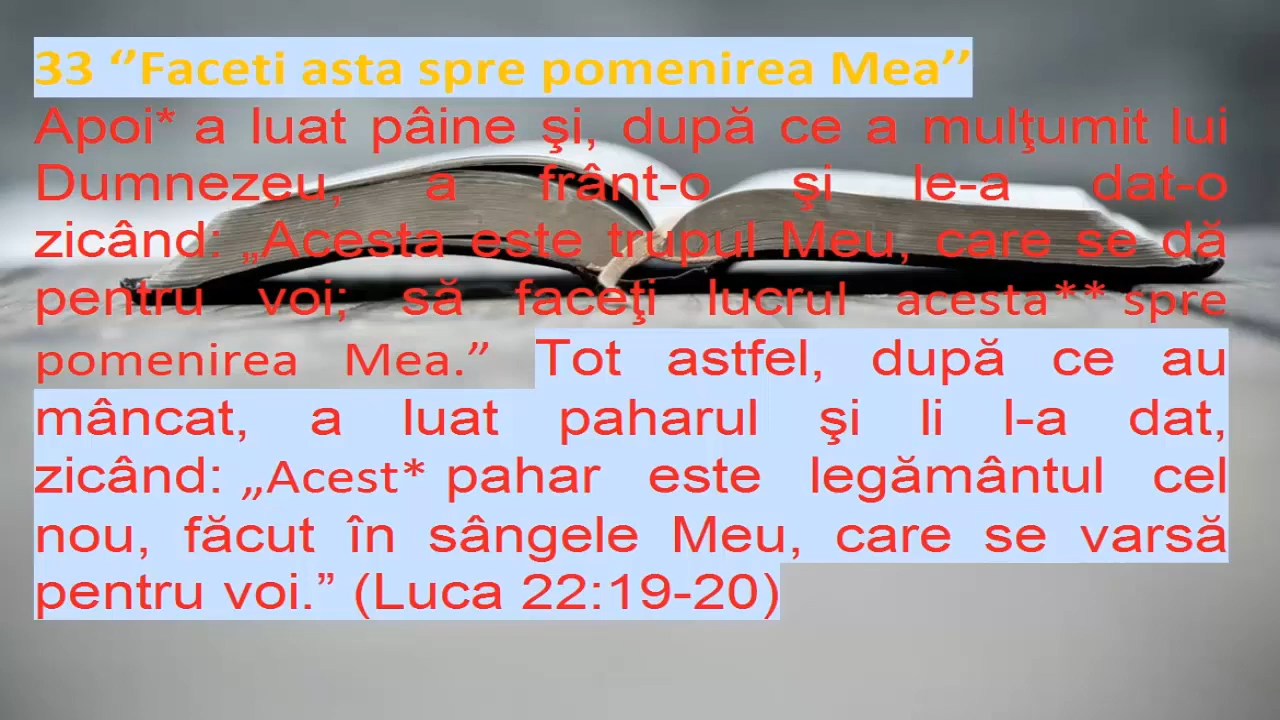 33 ‘’Faceti asta spre pomenirea Mea’’
Apoi* a luat pâine şi, după ce a mulţumit lui
Dumnezeu, a frânt-o şi le-a dat-o
zicând: „Acesta este trupul Meu, care se dă
pentru voi; să faceţi lucrul acesta** spre
pomenirea Mea.” Tot astfel, după ce au
mâncat, a luat paharul şi li l-a dat,
zicând: „Acest* pahar este legământul cel
nou, făcut în sângele Meu, care se varsă
pentru voi.” (Luca 22:19-20)